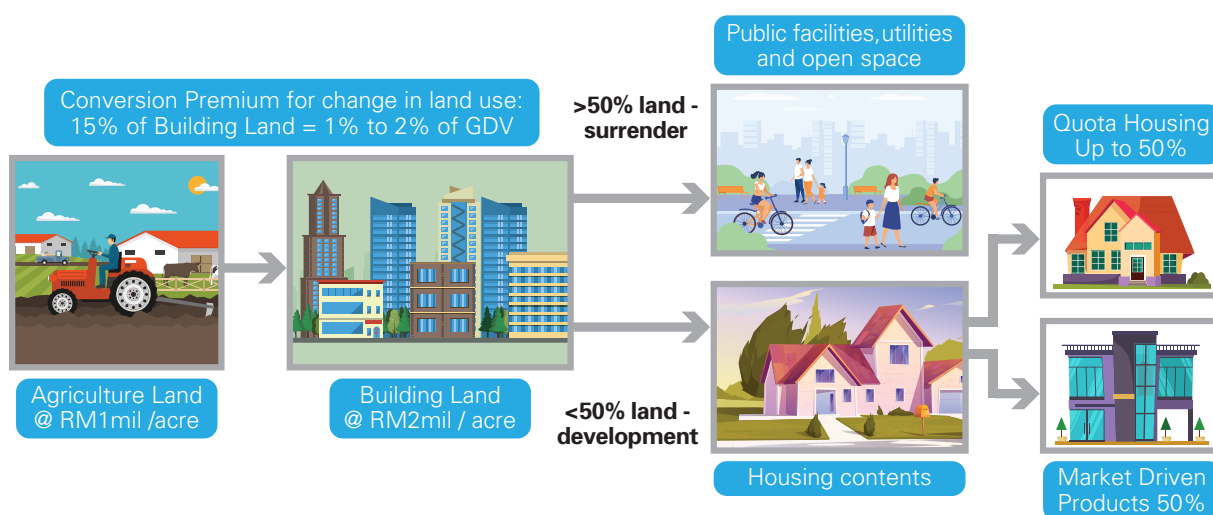 Public facilities, utilities
and open space
Conversion Premium for change in land use:
15% of Building Land = 1% to 2% of GDV
>50% land -
surrender
Quota Housing
Up to 50%
Agriculture Land
@ RM1mil /acre
Building Land
@ RM2mil / acre
<50% land -
development
Housing contents
Market Driven
Products 50%